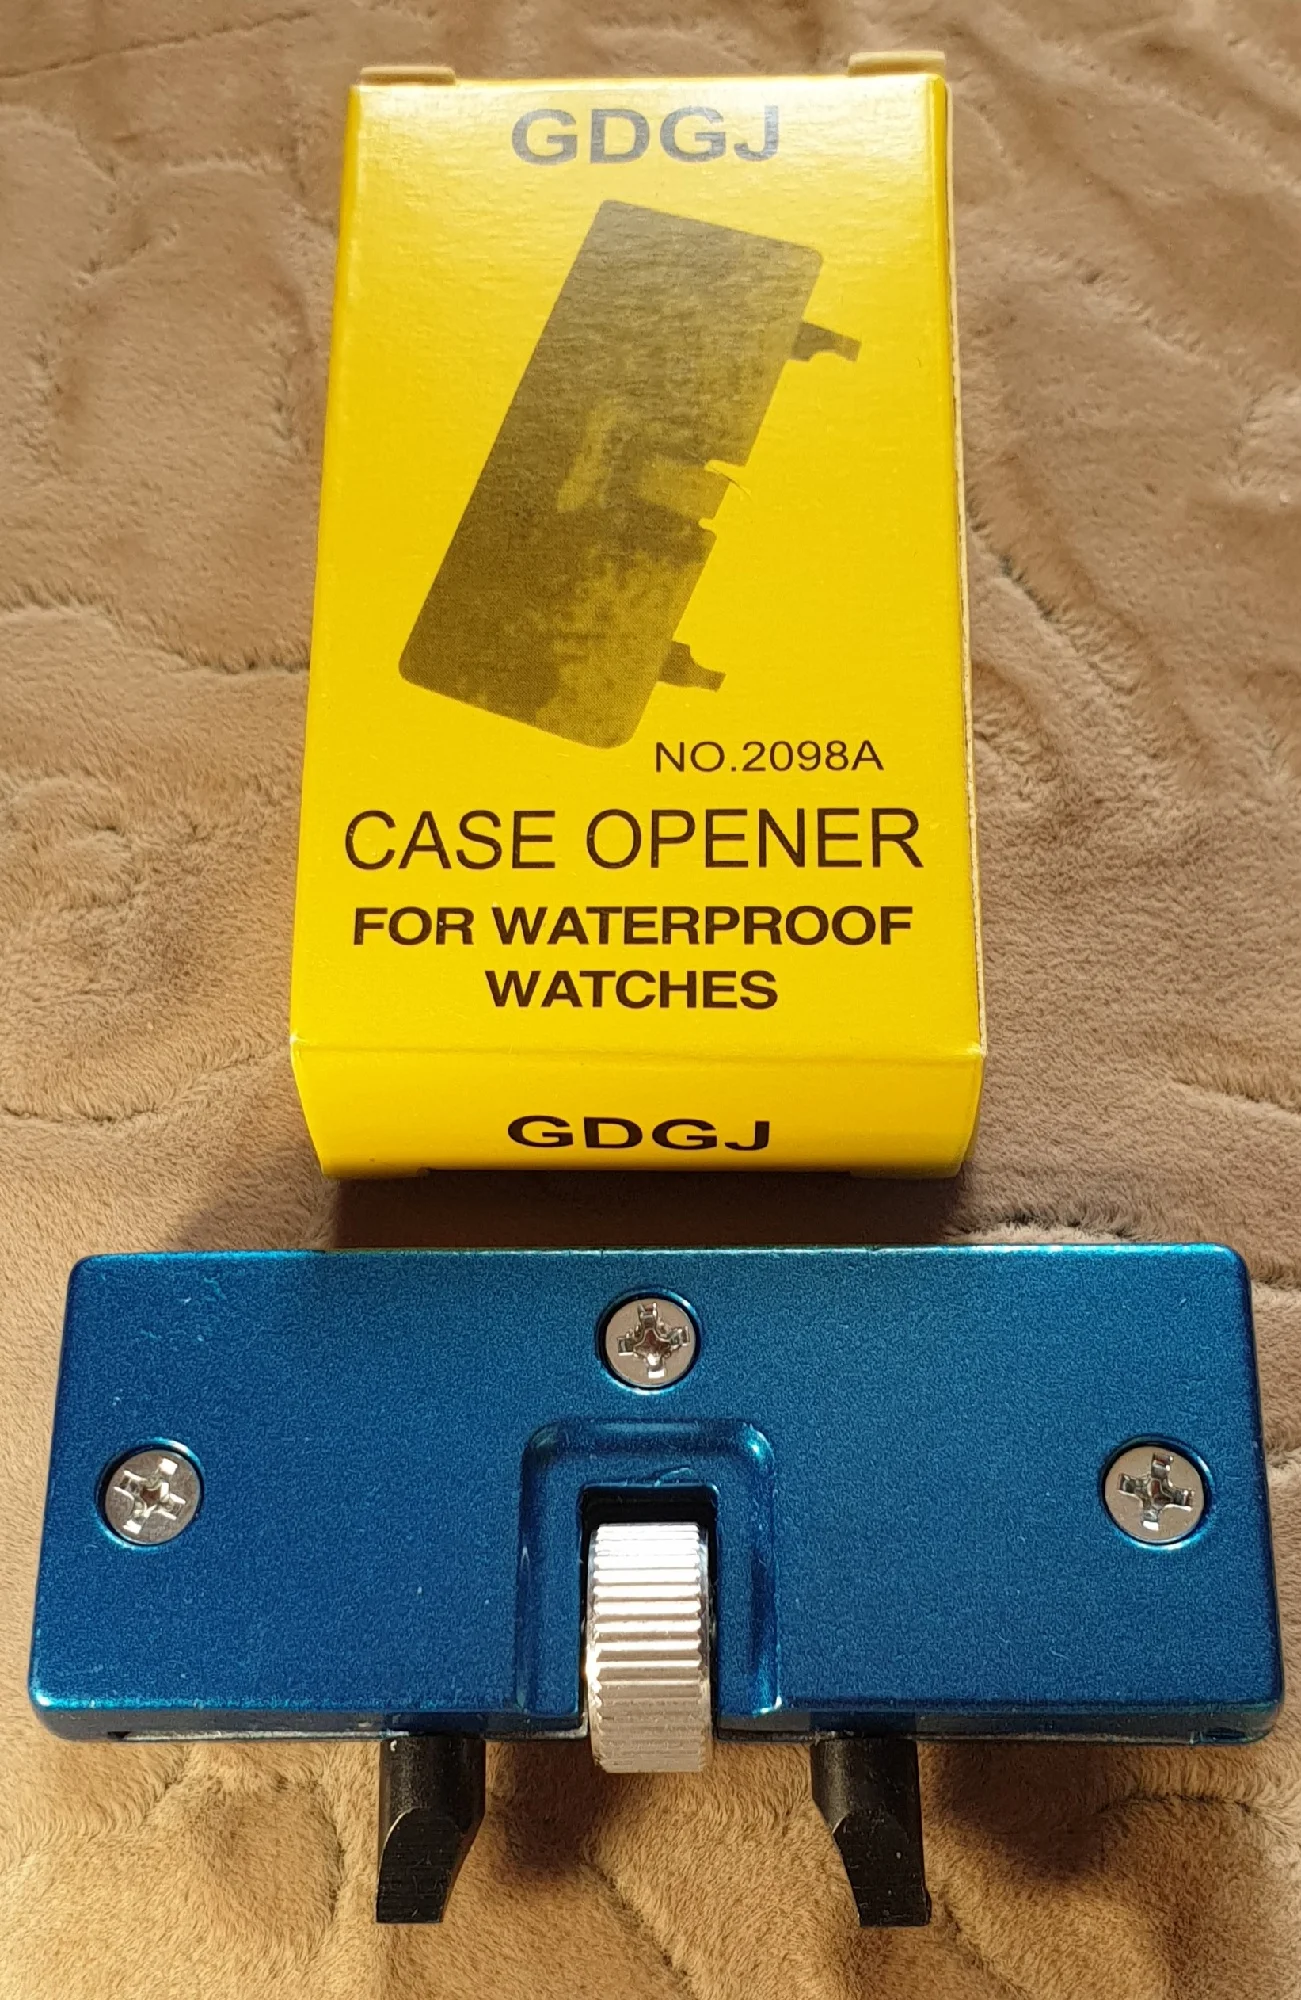 GDGJ
NO.2098A
CASE OPENER
FOR WATERPROOF
WATCHES
GDGJ